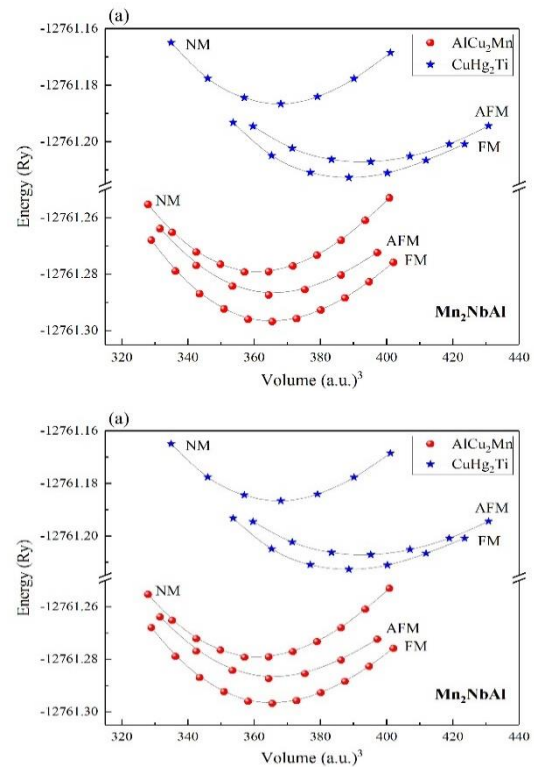 (a)
-12761.16
NM
AlCu₂Mn
CuHg₂Ti
-12761.18
-12761.20
AFM
FM
Energy (Ry)
-12761.26
NM
-12761.28
AFM
FM
-12761.30
Mn₂NbAl
320 340 360 380 400 420 440
Volume (a.u.)³
(a)
-12761.16
NM
AlCu₂Mn
CuHg₂Ti
-12761.18
-12761.20
AFM
FM
Energy (Ry)
-12761.26
NM
-12761.28
AFM
FM
-12761.30
Mn₂NbAl
320 340 360 380 400 420 440
Volume (a.u.)³